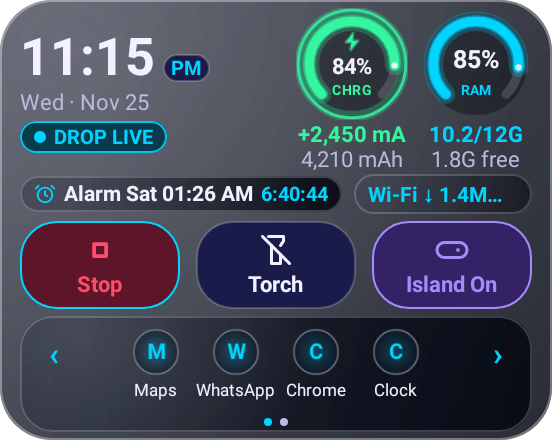 11:15 PM
Wed · Nov 25
DROP LIVE
84%
CHRG
+2,450 mA
4,210 mAh
85%
RAM
10.2/12G
1.8G free
Alarm Sat 01:26 AM 6:40:44
Wi-Fi ↓ 1.4M...
Stop
Torch
Island On
‹ M W C C ›
Maps WhatsApp Chrome Clock